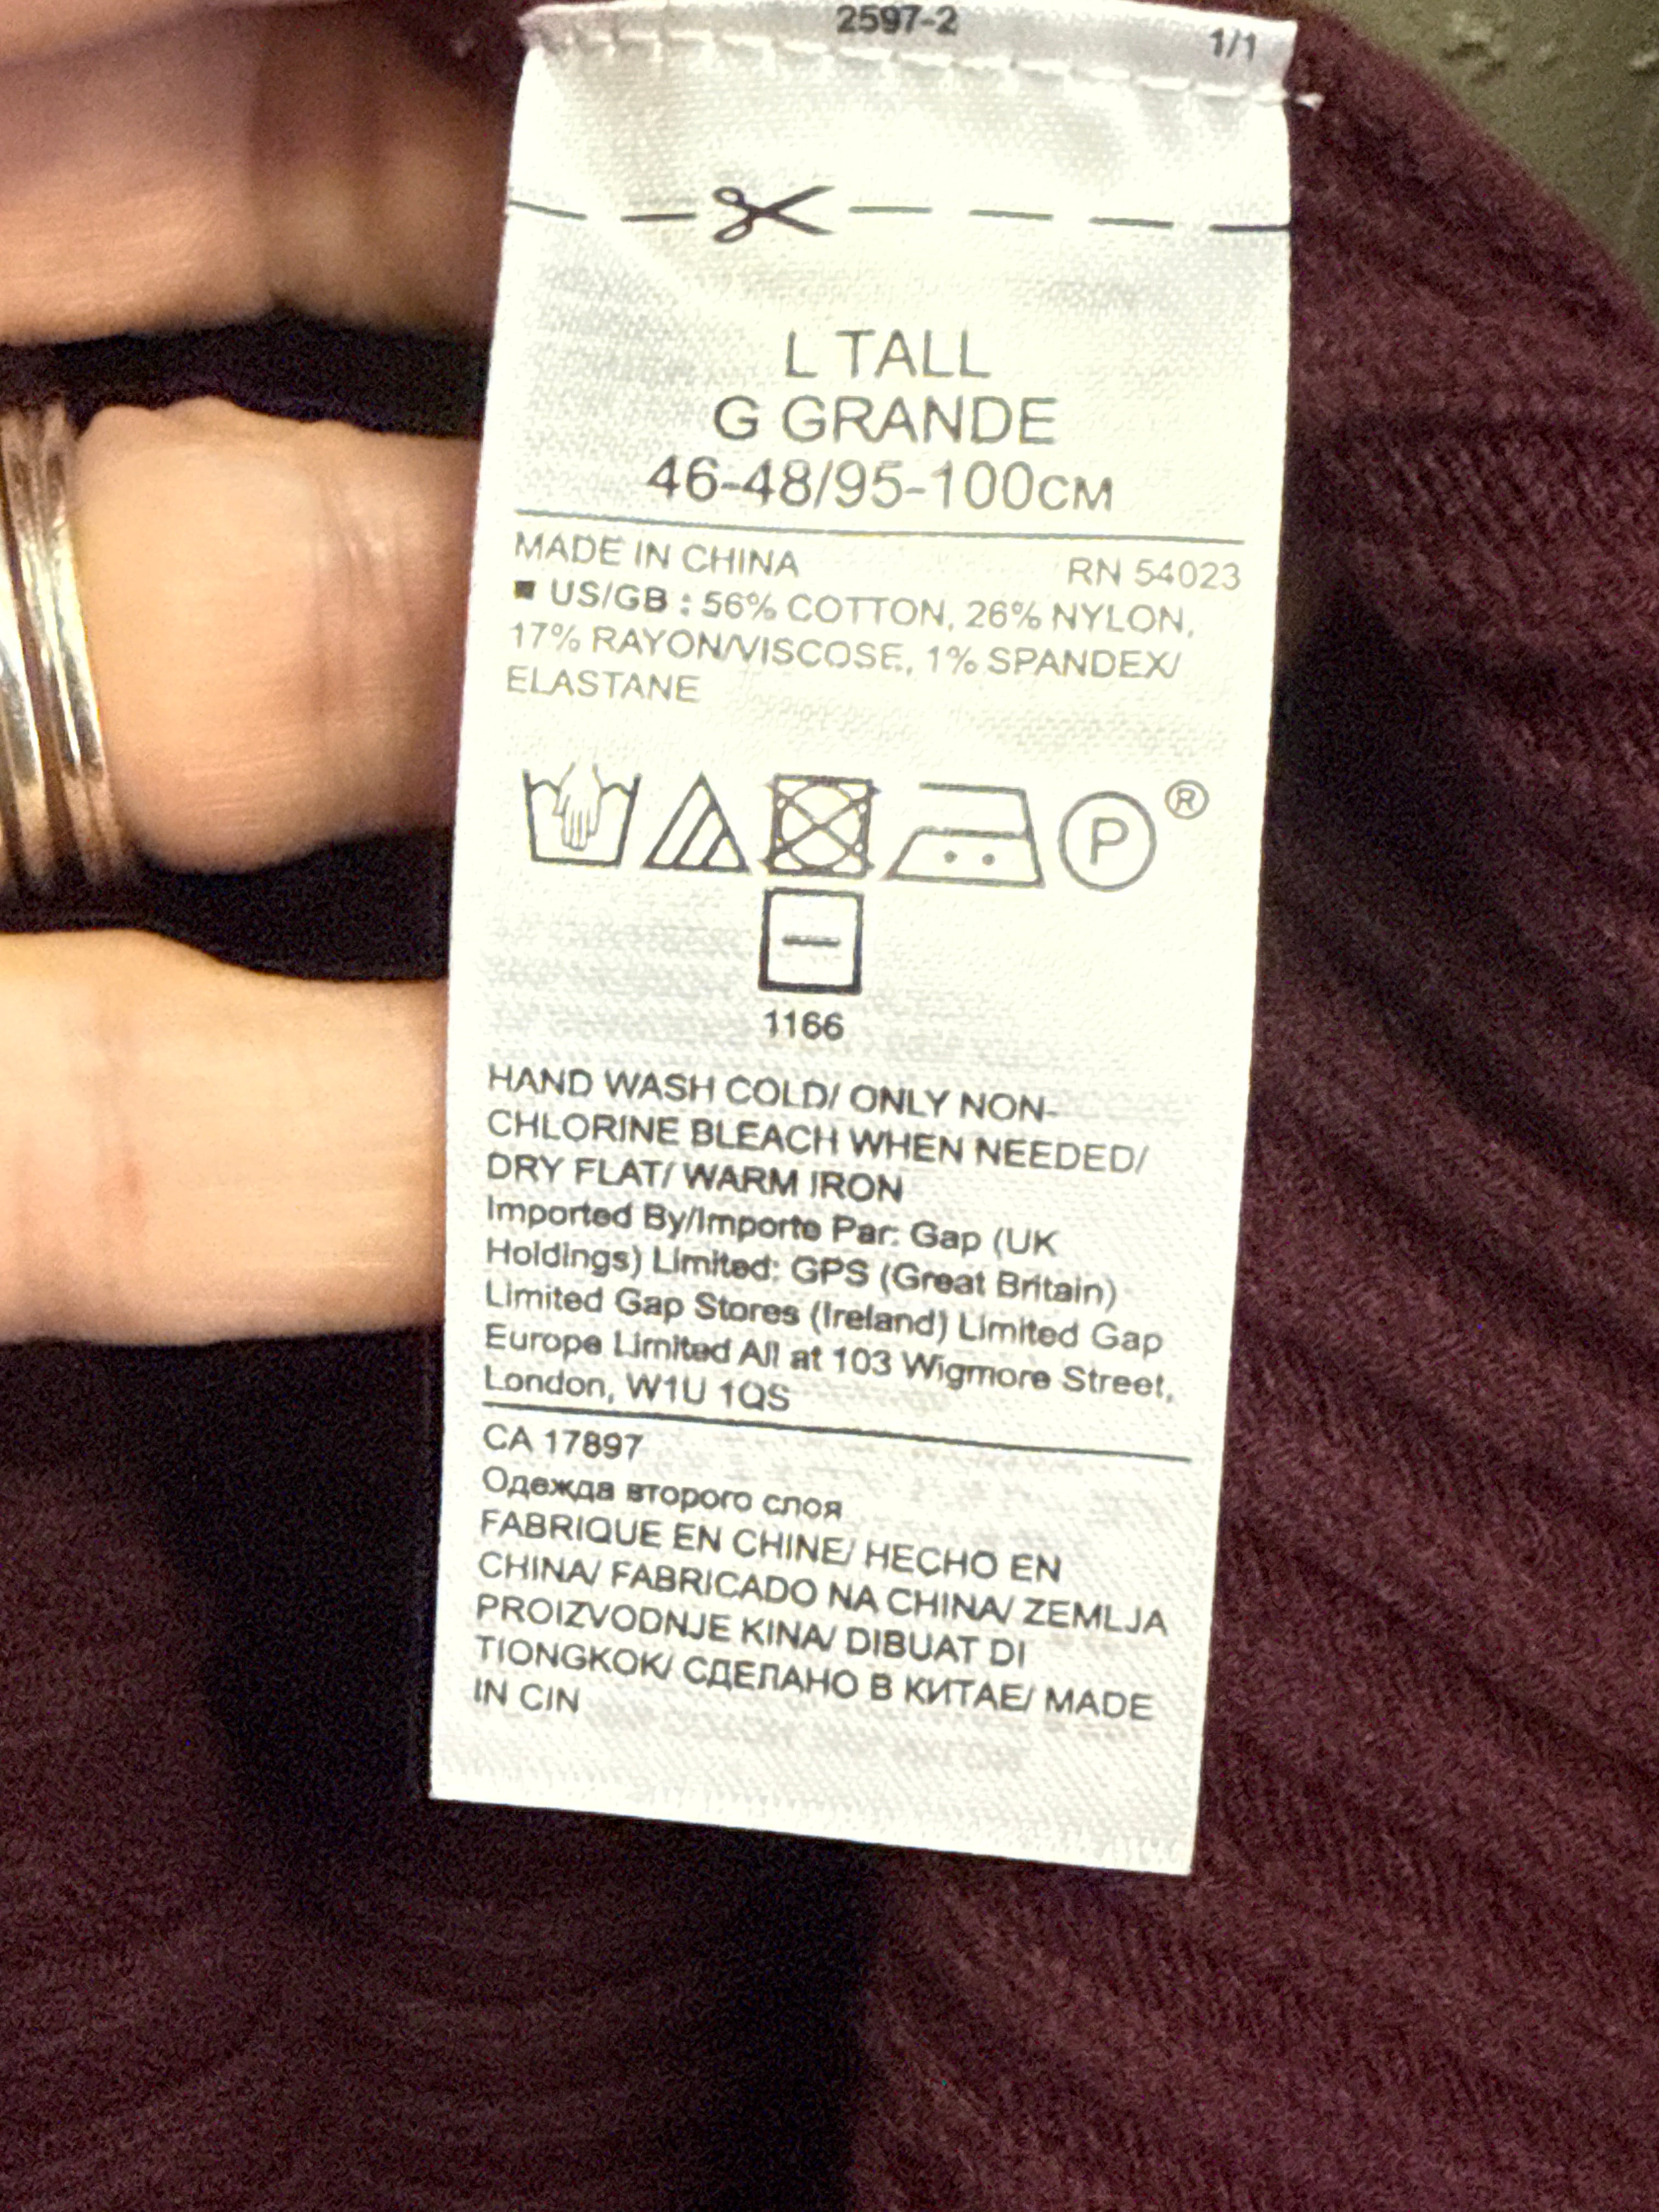 2597-2
1/1
L TALL
G GRANDE
46-48/95-100CM
MADE IN CHINA RN 54023
■ US/GB : 56% COTTON, 26% NYLON,
17% RAYON/VISCOSE, 1% SPANDEX/
ELASTANE
P ®
1166
HAND WASH COLD/ ONLY NON-
CHLORINE BLEACH WHEN NEEDED/
DRY FLAT/ WARM IRON
Imported By/Importe Par: Gap (UK
Holdings) Limited: GPS (Great Britain)
Limited Gap Stores (Ireland) Limited Gap
Europe Limited All at 103 Wigmore Street,
London, W1U 1QS
CA 17897
Одежда второго слоя
FABRIQUE EN CHINE/ HECHO EN
CHINA/ FABRICADO NA CHINA/ ZEMLJA
PROIZVODNJE KINA/ DIBUAT DI
TIONGKOK/ СДЕЛАНО В КИТАЕ/ MADE
IN CIN